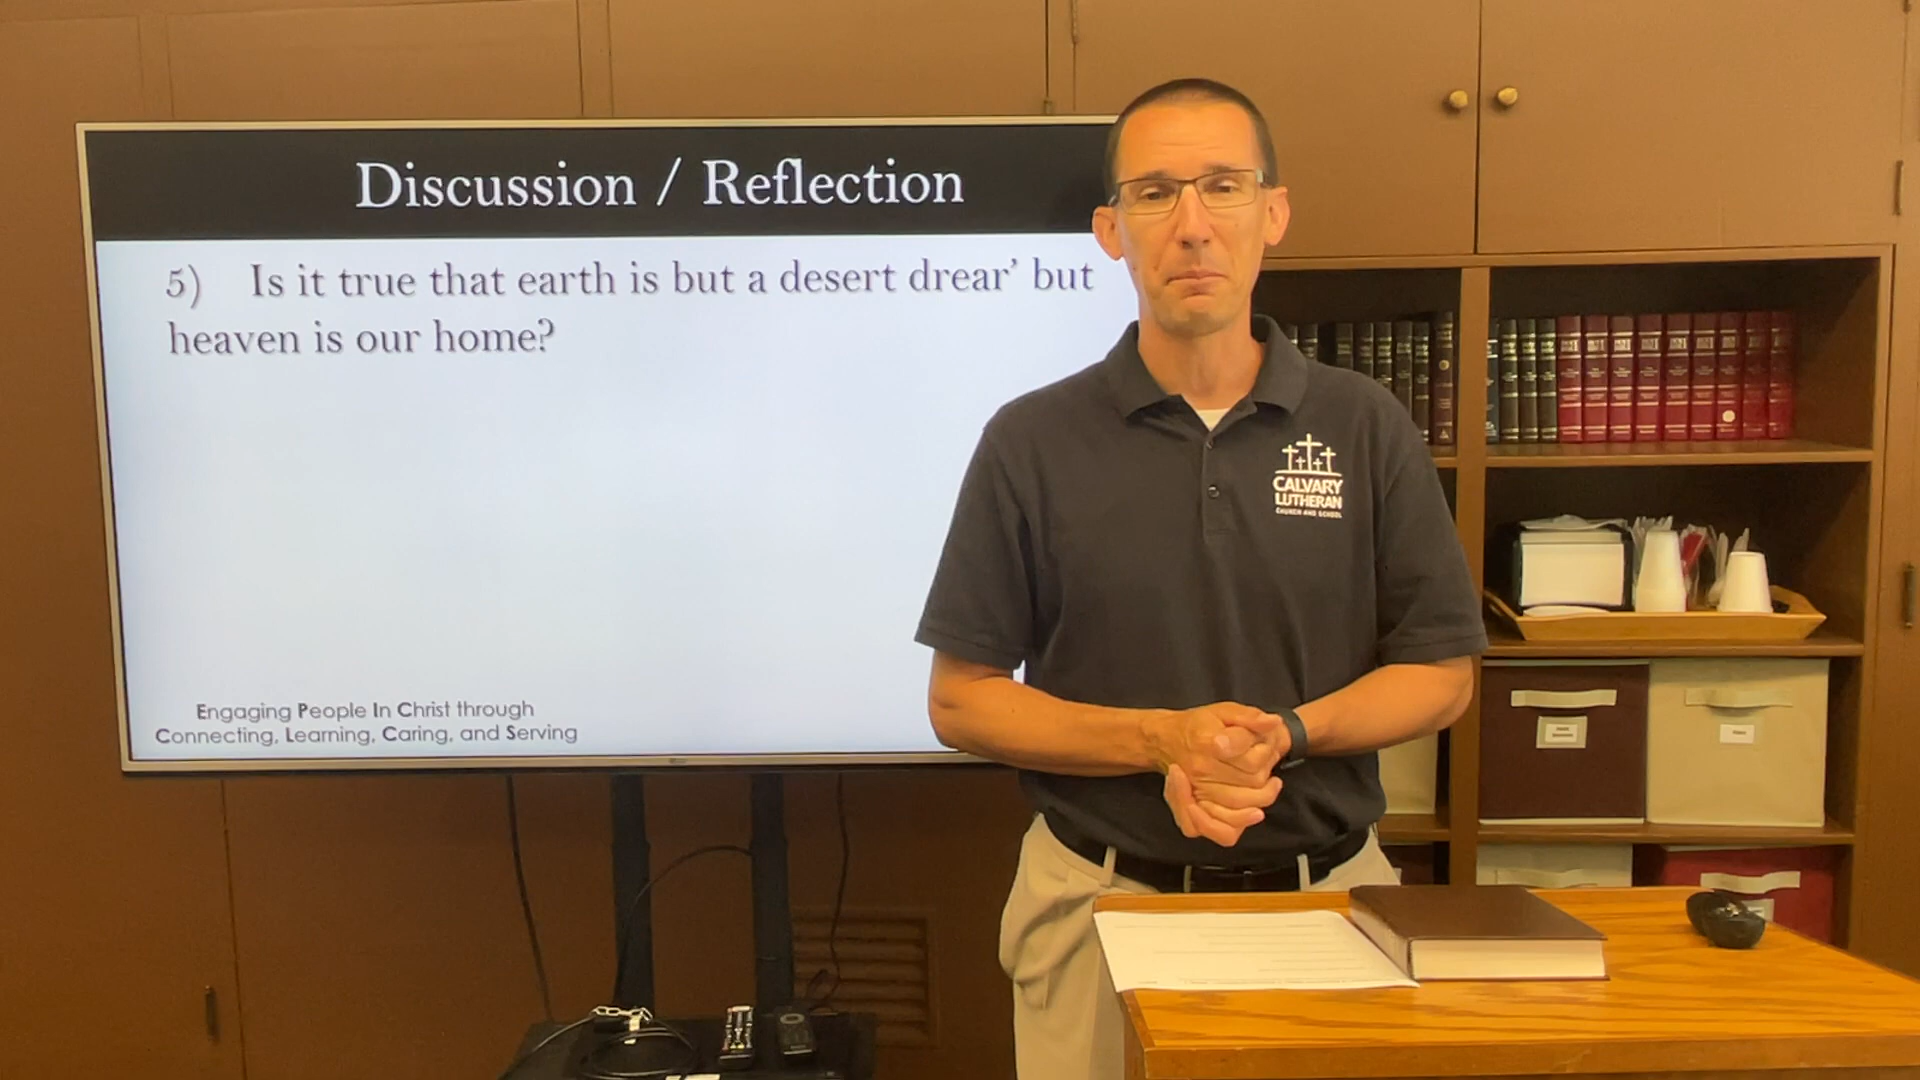 Discussion / Reflection
5) Is it true that earth is but a desert drear’ but
heaven is our home?
Engaging People In Christ through
Connecting, Learning, Caring, and Serving
CALVARY
LUTHERAN
CHURCH AND SCHOOL